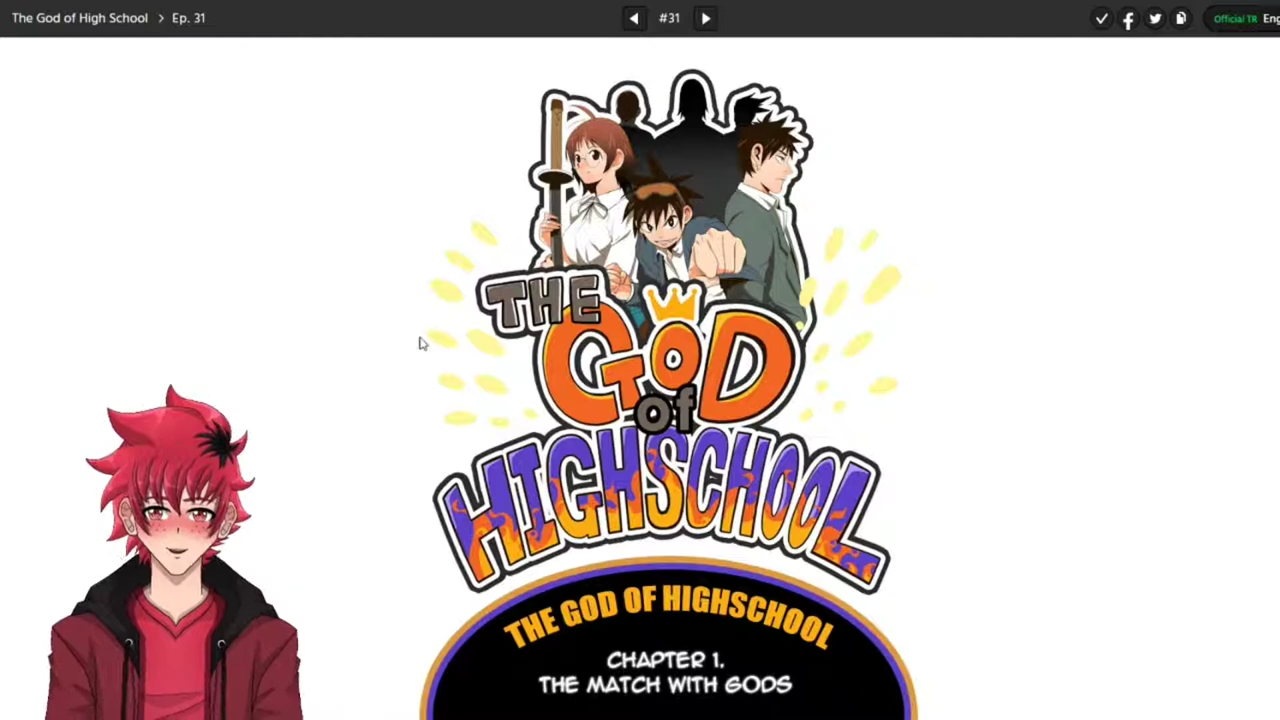 The God of High School > Ep. 31
#31
Official TR Eng
THE
GOD
of
HIGHSCHOOL
THE GOD OF HIGHSCHOOL
CHAPTER 1.
THE MATCH WITH GODS